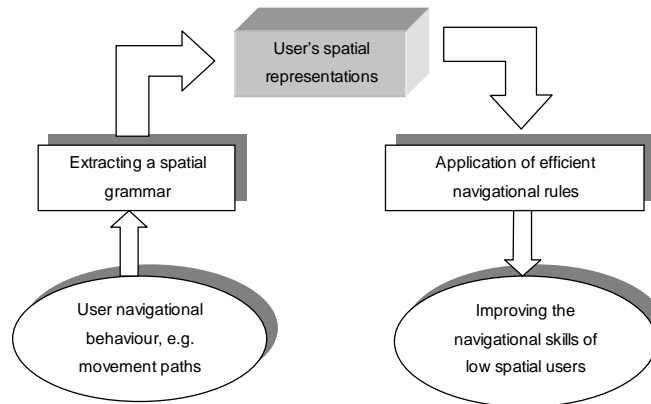 User's spatial
representations
Extracting a spatial
grammar
Application of efficient
navigational rules
User navigational
behaviour, e.g.
movement paths
Improving the
navigational skills of
low spatial users